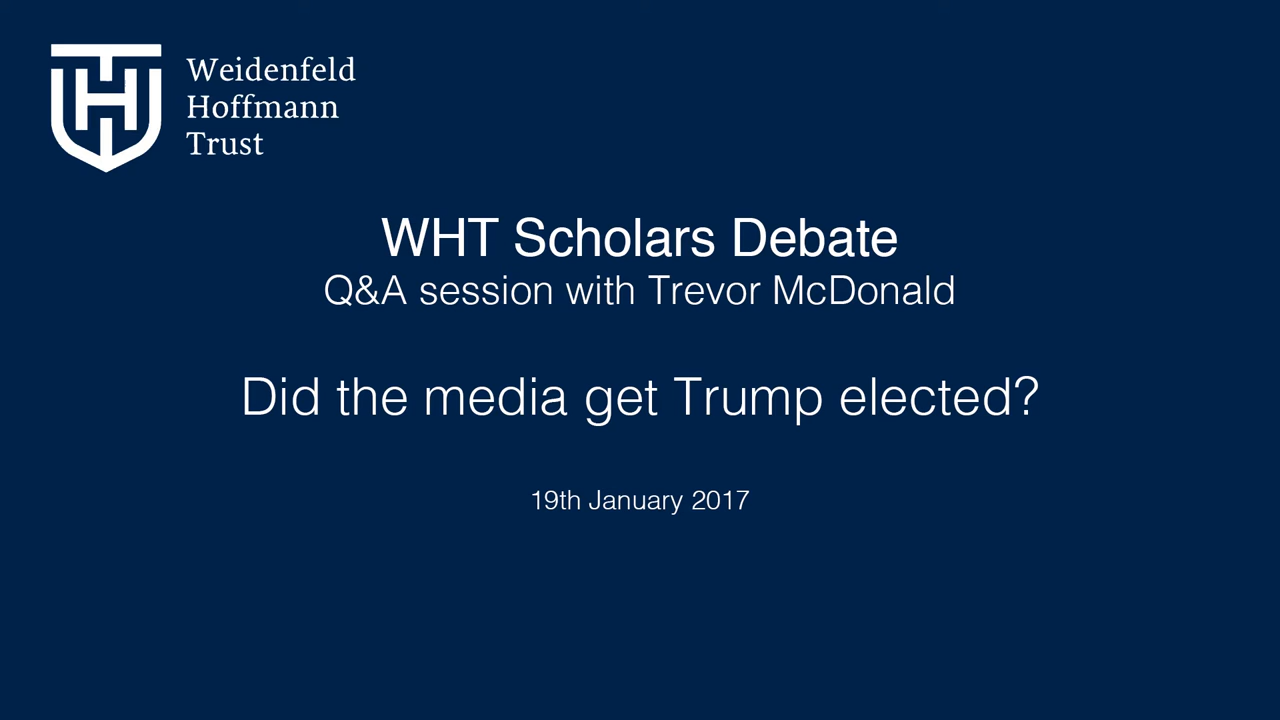 Weidenfeld
Hoffmann
Trust
WHT Scholars Debate
Q&A session with Trevor McDonald
Did the media get Trump elected?
19th January 2017